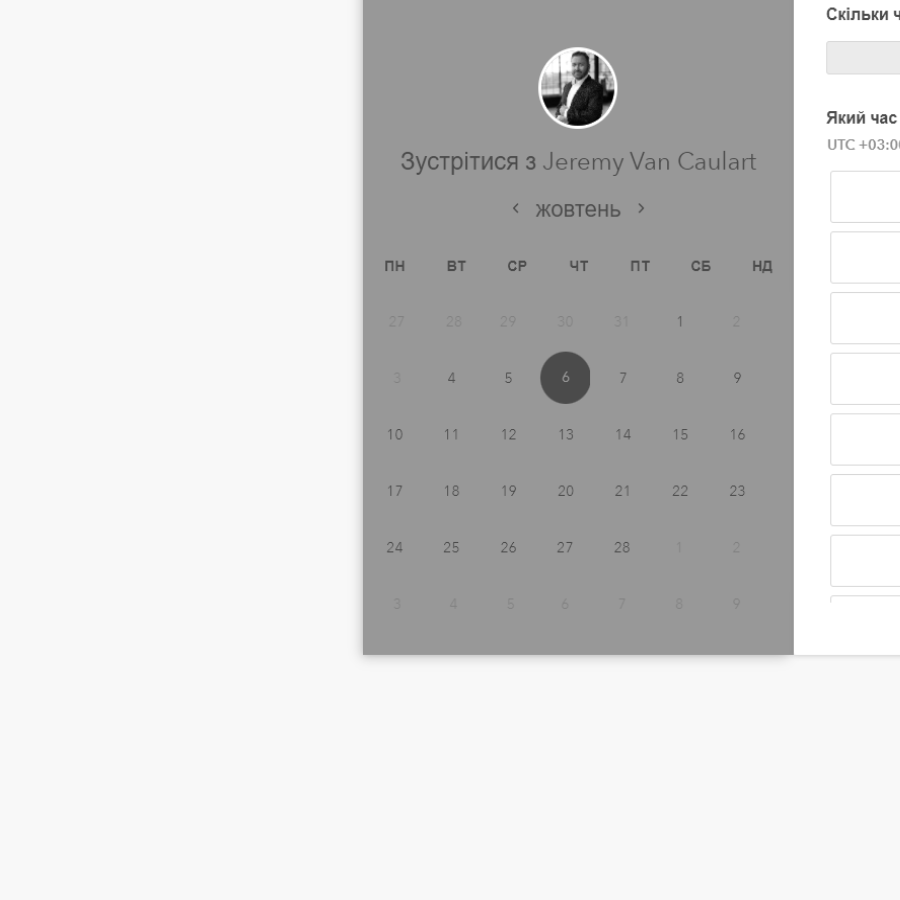 Зустрітися з Jeremy Van Caulart
жовтень
ПН ВТ СР ЧТ ПТ СБ НД
27 28 29 30 31 1 2
3 4 5 6 7 8 9
10 11 12 13 14 15 16
17 18 19 20 21 22 23
24 25 26 27 28 1 2
3 4 5 6 7 8 9
Скільки
Який час
UTC +03:0